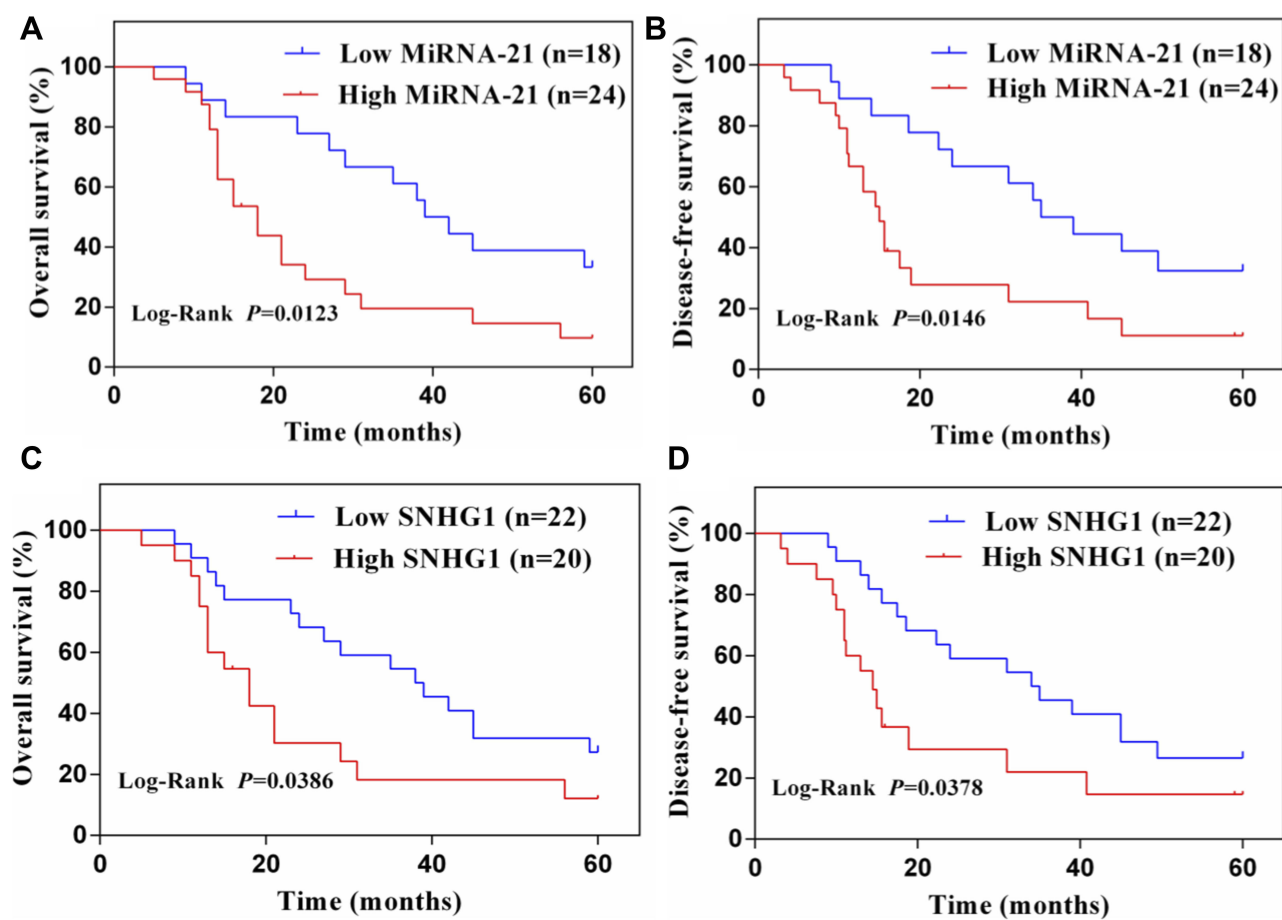 A
Low MiRNA-21 (n=18)
High MiRNA-21 (n=24)
Overall survival (%)
100
80
60
40
20
0
Log-Rank P=0.0123
0 20 40 60
Time (months)
B
Low MiRNA-21 (n=18)
High MiRNA-21 (n=24)
Disease-free survival (%)
100
80
60
40
20
0
Log-Rank P=0.0146
0 20 40 60
Time (months)
C
Low SNHG1 (n=22)
High SNHG1 (n=20)
Overall survival (%)
100
80
60
40
20
0
Log-Rank P=0.0386
0 20 40 60
Time (months)
D
Low SNHG1 (n=22)
High SNHG1 (n=20)
Disease-free survival (%)
100
80
60
40
20
0
Log-Rank P=0.0378
0 20 40 60
Time (months)